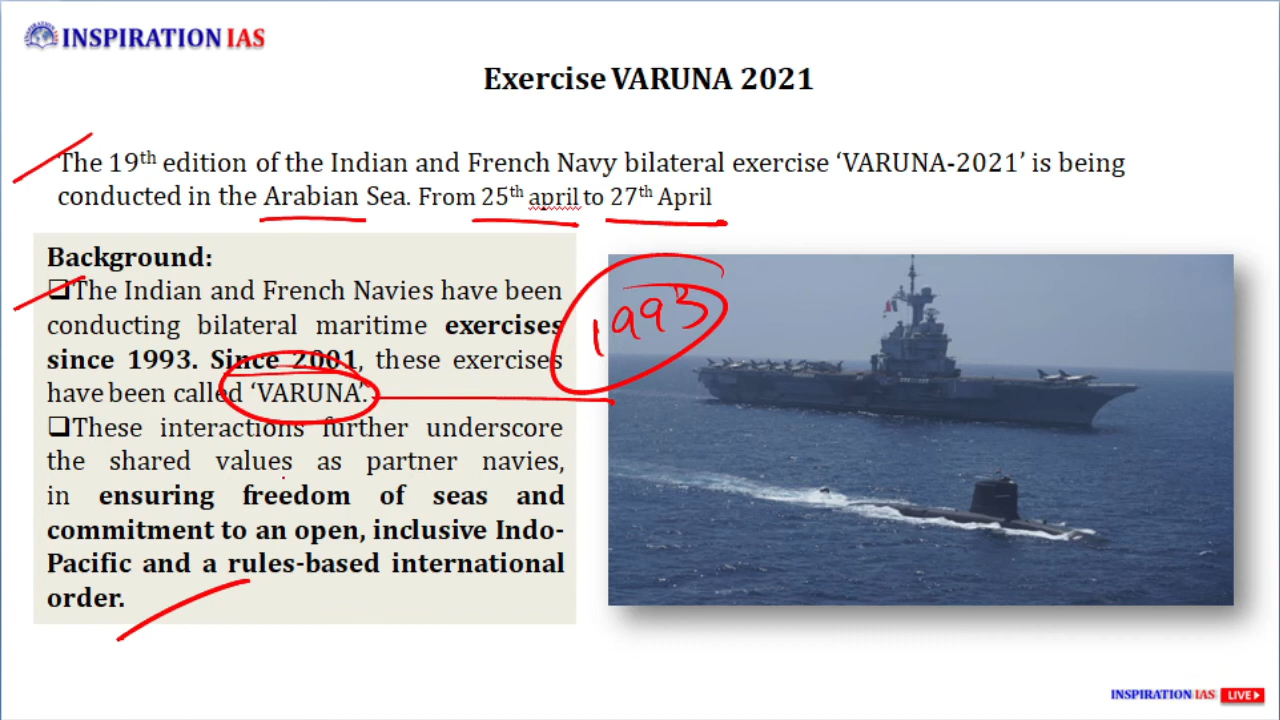 INSPIRATION IAS
Exercise VARUNA 2021
The 19th edition of the Indian and French Navy bilateral exercise ‘VARUNA-2021’ is being
conducted in the Arabian Sea. From 25th april to 27th April
Background:
❑The Indian and French Navies have been
conducting bilateral maritime exercises
since 1993. Since 2001, these exercises
have been called ‘VARUNA’.
❑These interactions further underscore
the shared values as partner navies,
in ensuring freedom of seas and
commitment to an open, inclusive Indo-
Pacific and a rules-based international
order.
1993
INSPIRATION IAS LIVE